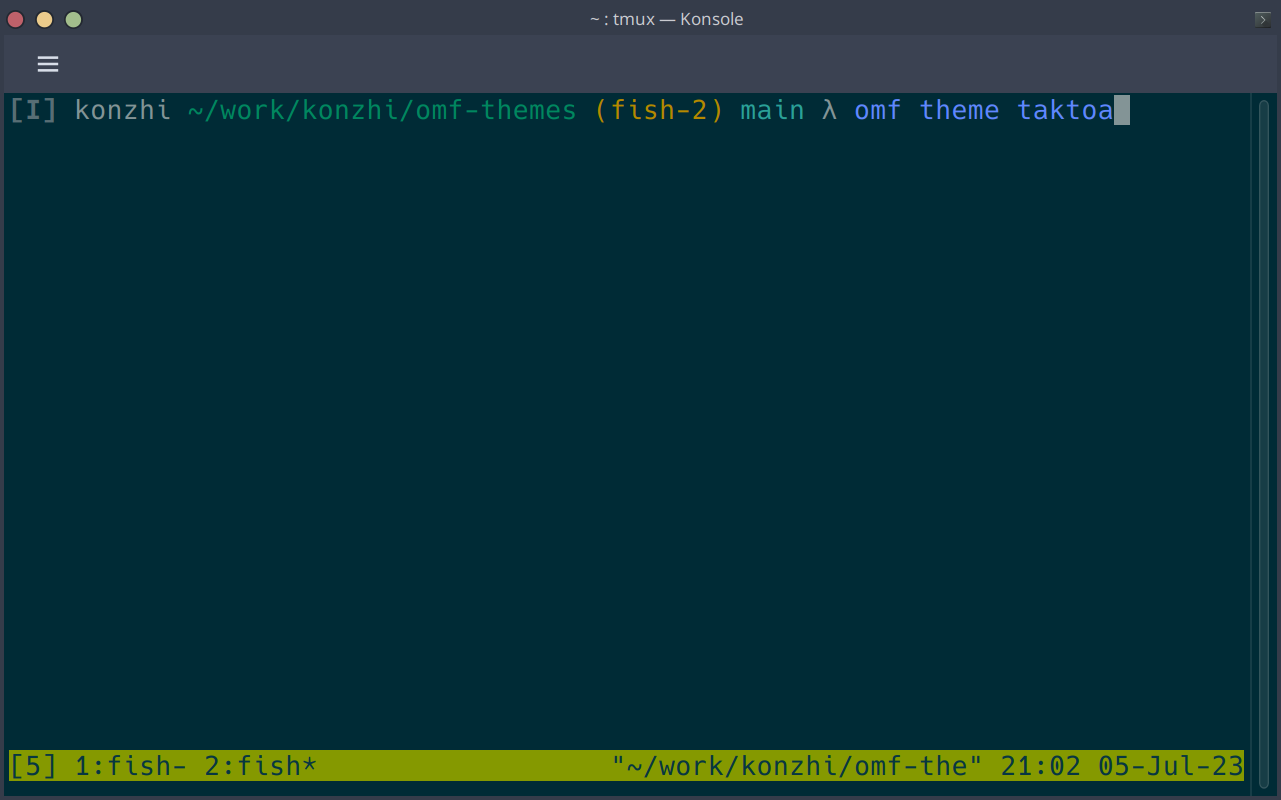 ~ : tmux — Konsole
[I] konzhi ~/work/konzhi/omf-themes (fish-2) main λ omf theme taktoa
[5] 1:fish- 2:fish* "~/work/konzhi/omf-the" 21:02 05-Jul-23